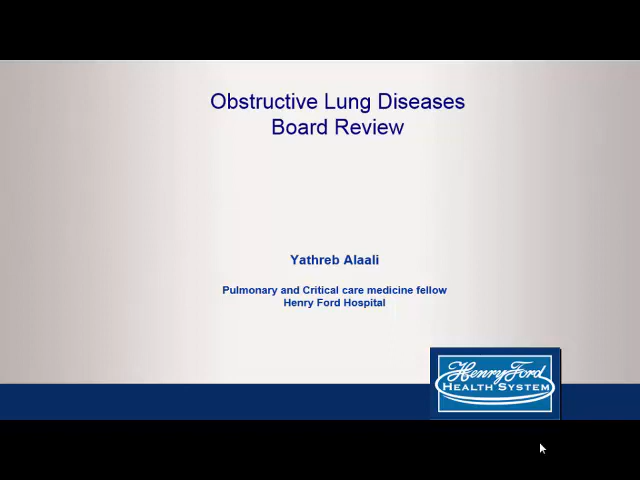 Obstructive Lung Diseases
Board Review
Yathreb Alaali
Pulmonary and Critical care medicine fellow
Henry Ford Hospital
Henry Ford
HEALTH SYSTEM